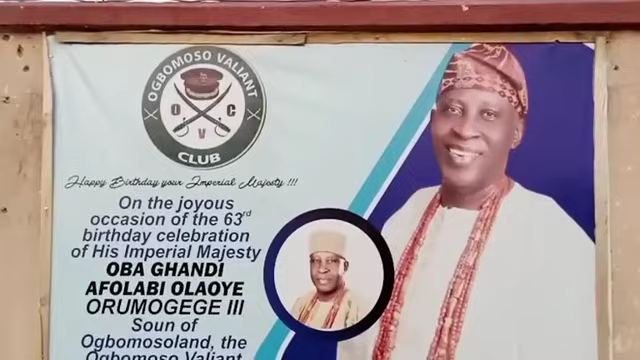 OGBOMOSO VALIANT
O C
V
CLUB
Happy Birthday your Imperial Majesty !!!
On the joyous
occasion of the 63rd
birthday celebration
of His Imperial Majesty
OBA GHANDI
AFOLABI OLAOYE
ORUMOGEGE III
Soun of
Ogbomosoland, the
Ogbomoso Valiant